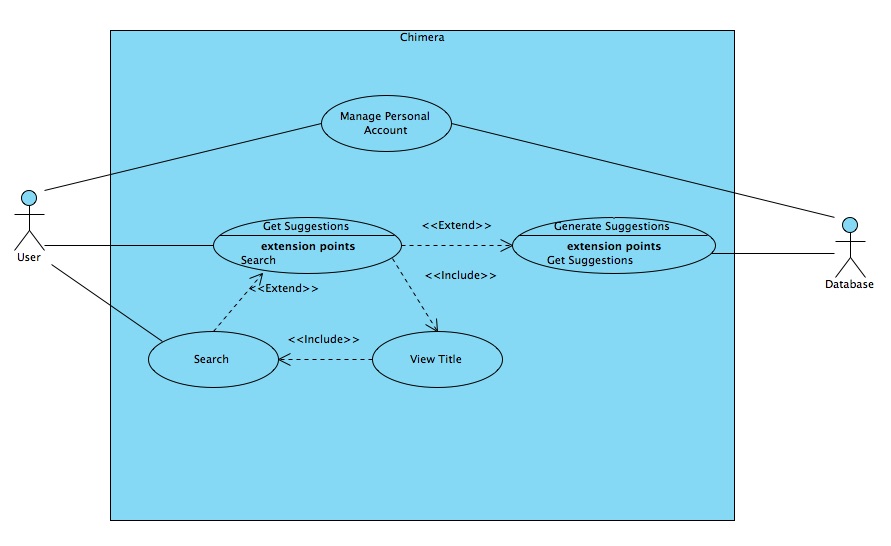 Chimera
Manage Personal
Account
Get Suggestions
extension points
Search
<<Extend>>
Generate Suggestions
extension points
Get Suggestions
User
Database
<<Include>>
<<Extend>>
<<Include>>
Search
View Title